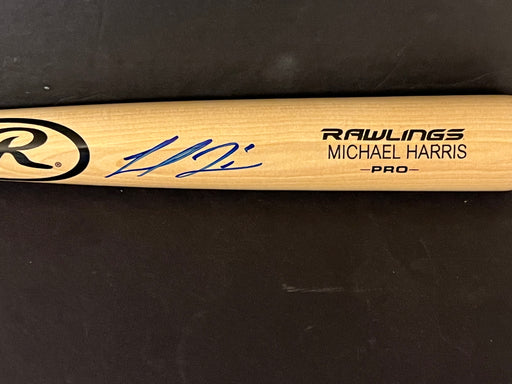 R®
RAWLINGS
MICHAEL HARRIS
-PRO-